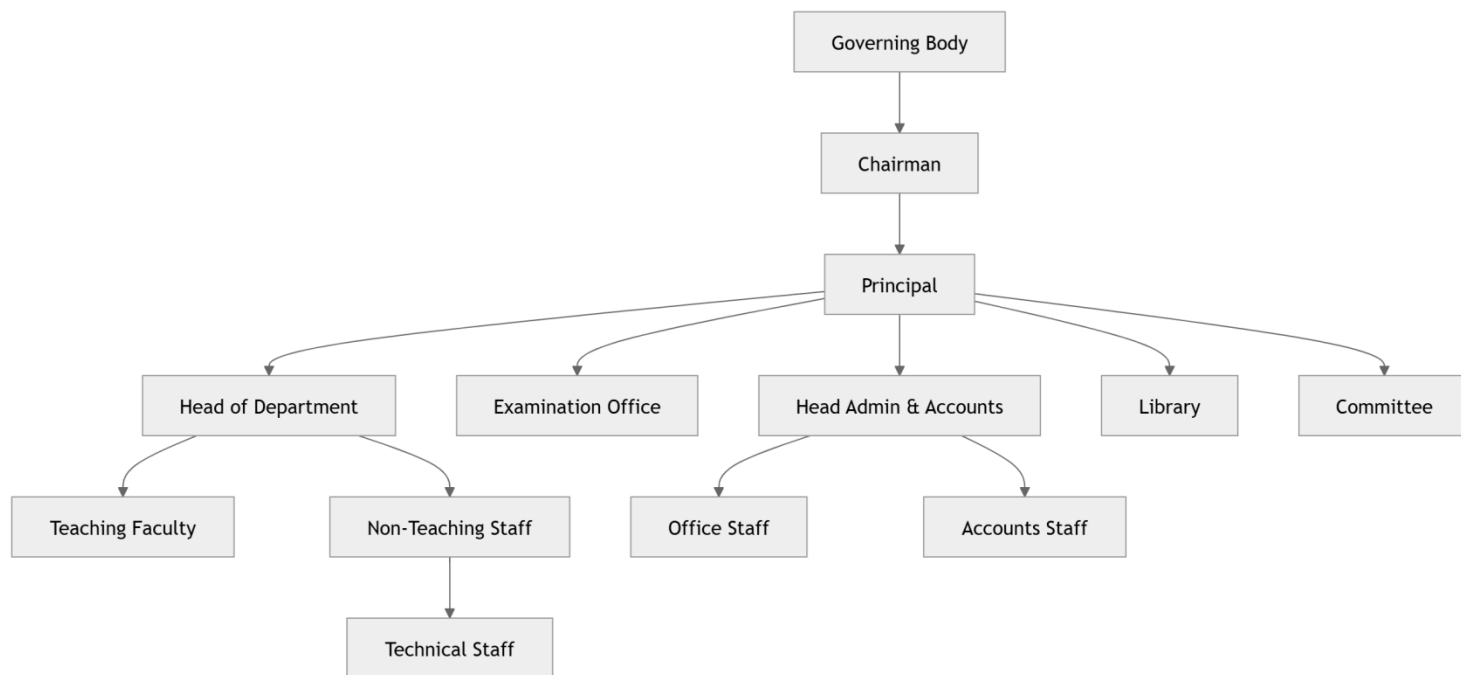 Governing Body
Chairman
Principal
Head of Department
Examination Office
Head Admin & Accounts
Library
Committee
Teaching Faculty
Non-Teaching Staff
Office Staff
Accounts Staff
Technical Staff